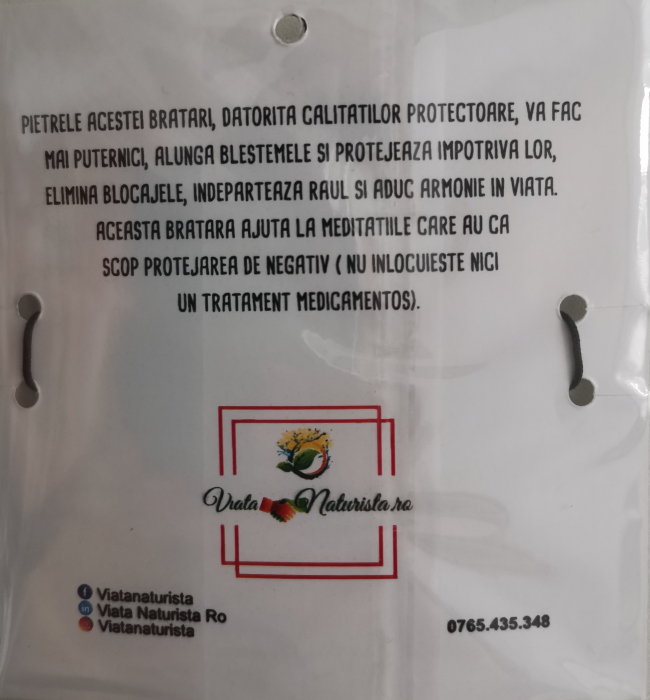 PIETRELE ACESTEI BRATARI, DATORITA CALITATILOR PROTECTOARE, VA FAC
MAI PUTERNICI, ALUNGA BLESTEMELE SI PROTEJEAZA IMPOTRIVA LOR,
ELIMINA BLOCAJELE, INDEPARTEAZA RAUL SI ADUC ARMONIE IN VIATA.
ACEASTA BRATARA AJUTA LA MEDITATIILE CARE AU CA
SCOP PROTEJAREA DE NEGATIV ( NU INLOCUIESTE NICI
UN TRATAMENT MEDICAMENTOS).
Viata Naturista.ro
Viatanaturista
Viata Naturista Ro
Viatanaturista
0765.435.348